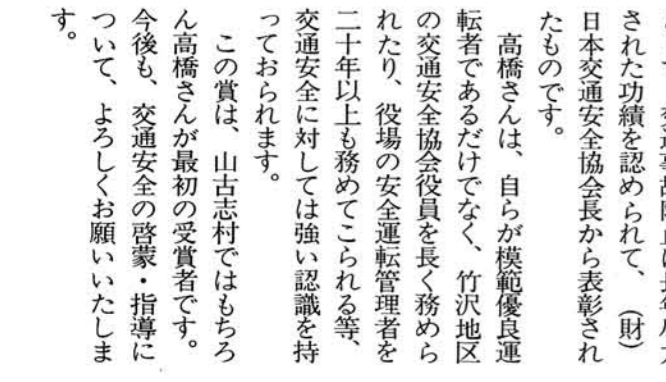 された功績を認められて、（財）
日本交通安全協会長から表彰され
たものです。
高橋さんは、自らが模範優良運
転者であるだけでなく、竹沢地区
の交通安全協会役員を長く務めら
れたり、役場の安全運転管理者を
二十年以上も務めてこられる等、
交通安全に対しては強い認識を持
っておられます。
この賞は、山古志村ではもちろ
ん高橋さんが最初の受賞者です。
今後も、交通安全の啓蒙・指導に
ついて、よろしくお願いいたしま
す。